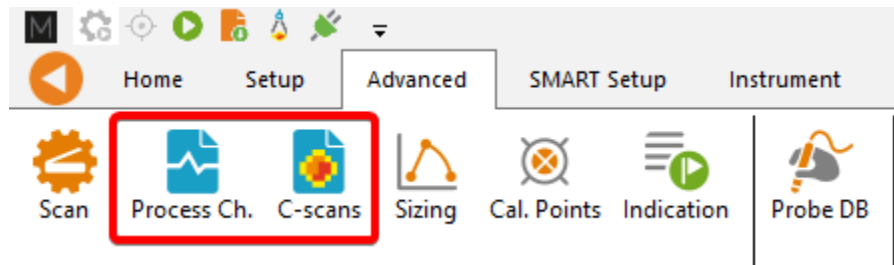 M
Home Setup Advanced SMART Setup Instrument
Scan Process Ch. C-scans Sizing Cal. Points Indication Probe DB